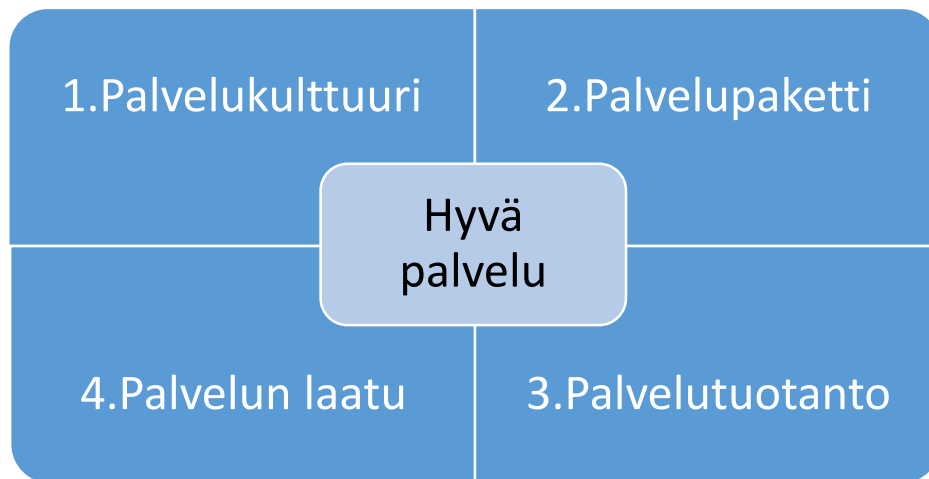 1.Palvelukulttuuri
2.Palvelupaketti
Hyvä
palvelu
4.Palvelun laatu
3.Palvelutuotanto